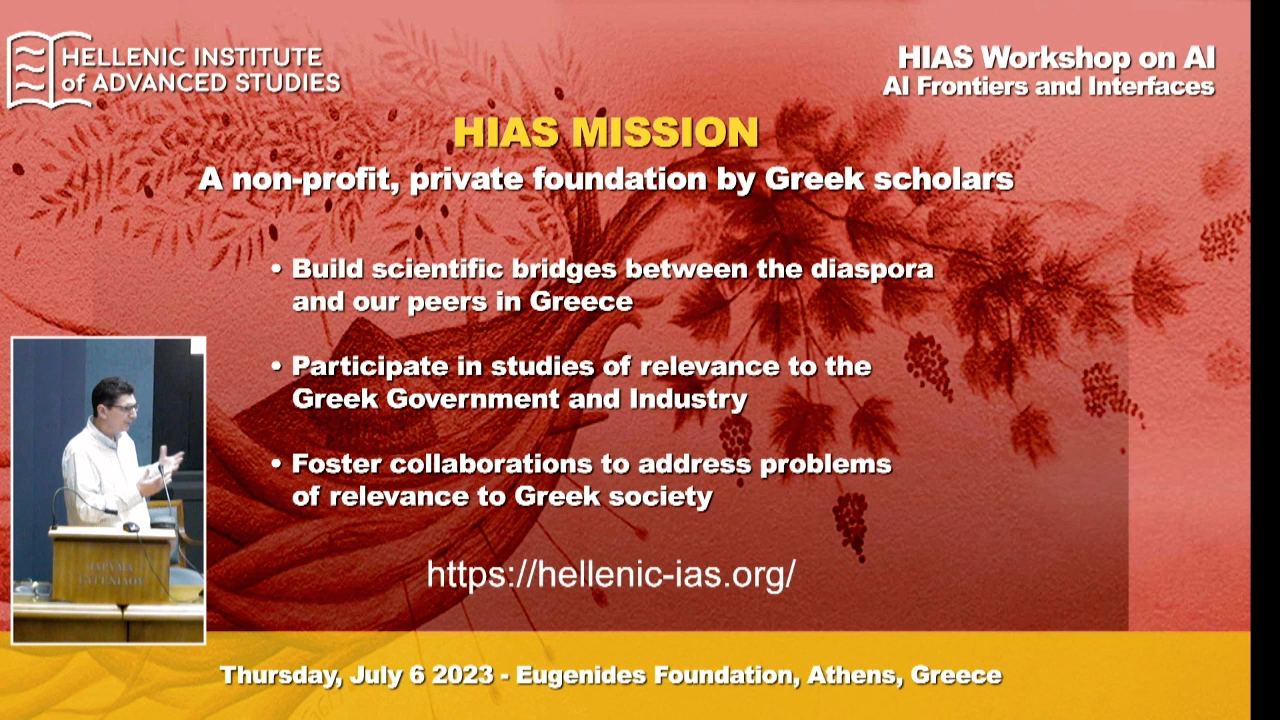 HELLENIC INSTITUTE
of ADVANCED STUDIES
HIAS Workshop on AI
AI Frontiers and Interfaces
HIAS MISSION
A non-profit, private foundation by Greek scholars
• Build scientific bridges between the diaspora
and our peers in Greece
• Participate in studies of relevance to the
Greek Government and Industry
• Foster collaborations to address problems
of relevance to Greek society
https://hellenic-ias.org/
ΙΔΡΥΜΑ
ΕΥΓΕΝΙΔΟΥ
Thursday, July 6 2023 - Eugenides Foundation, Athens, Greece